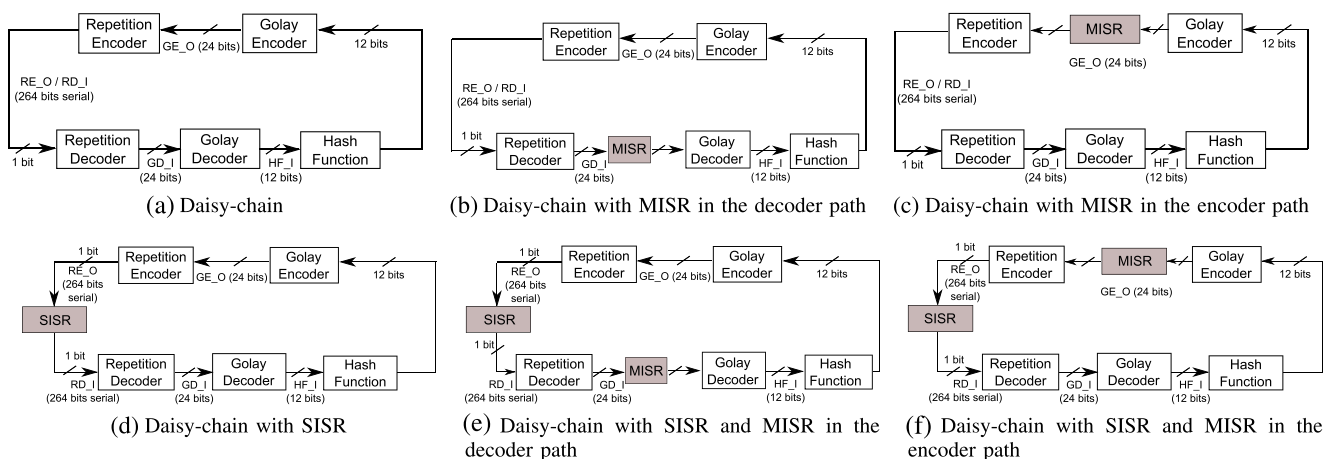 Repetition
Encoder
GE_O (24 bits)
Golay
Encoder
12 bits
RE_O / RD_I
(264 bits serial)
1 bit
Repetition
Decoder
GD_I
(24 bits)
Golay
Decoder
HF_I
(12 bits)
Hash
Function
(a) Daisy-chain
Repetition
Encoder
GE_O (24 bits)
Golay
Encoder
12 bits
RE_O / RD_I
(264 bits serial)
1 bit
Repetition
Decoder
GD_I
(24 bits)
MISR
Golay
Decoder
HF_I
(12 bits)
Hash
Function
(b) Daisy-chain with MISR in the decoder path
Repetition
Encoder
MISR
GE_O (24 bits)
Golay
Encoder
12 bits
RE_O / RD_I
(264 bits serial)
1 bit
Repetition
Decoder
GD_I
(24 bits)
Golay
Decoder
HF_I
(12 bits)
Hash
Function
(c) Daisy-chain with MISR in the encoder path
1 bit
RE_O
(264 bits
serial)
Repetition
Encoder
GE_O (24 bits)
Golay
Encoder
12 bits
SISR
1 bit
RD_I
(264 bits serial)
Repetition
Decoder
GD_I
(24 bits)
Golay
Decoder
HF_I
(12 bits)
Hash
Function
(d) Daisy-chain with SISR
1 bit
RE_O
(264 bits
serial)
Repetition
Encoder
GE_O (24 bits)
Golay
Encoder
12 bits
SISR
1 bit
RD_I
(264 bits serial)
Repetition
Decoder
GD_I
(24 bits)
MISR
Golay
Decoder
HF_I
(12 bits)
Hash
Function
(e) Daisy-chain with SISR and MISR in the
decoder path
1 bit
RE_O
(264 bits
serial)
Repetition
Encoder
MISR
GE_O (24 bits)
Golay
Encoder
12 bits
SISR
1 bit
RD_I
(264 bits serial)
Repetition
Decoder
GD_I
(24 bits)
Golay
Decoder
HF_I
(12 bits)
Hash
Function
(f) Daisy-chain with SISR and MISR in the
encoder path